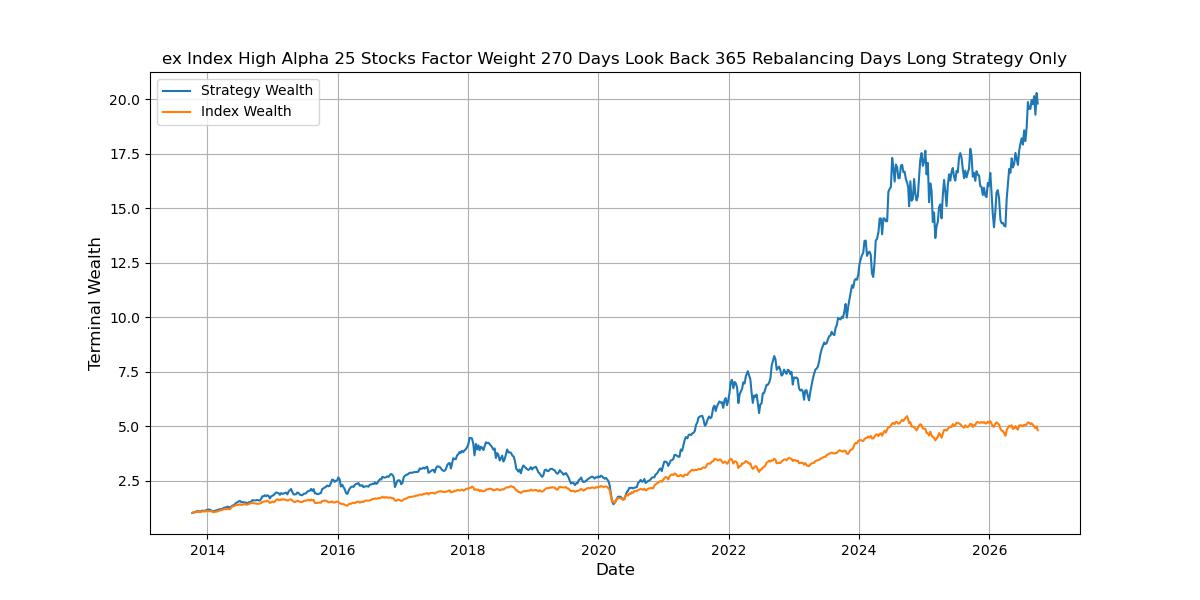 ex Index High Alpha 25 Stocks Factor Weight 270 Days Look Back 365 Rebalancing Days Long Strategy Only
Strategy Wealth
Index Wealth
Terminal Wealth
20.0
17.5
15.0
12.5
10.0
7.5
5.0
2.5
2014 2016 2018 2020 2022 2024 2026
Date